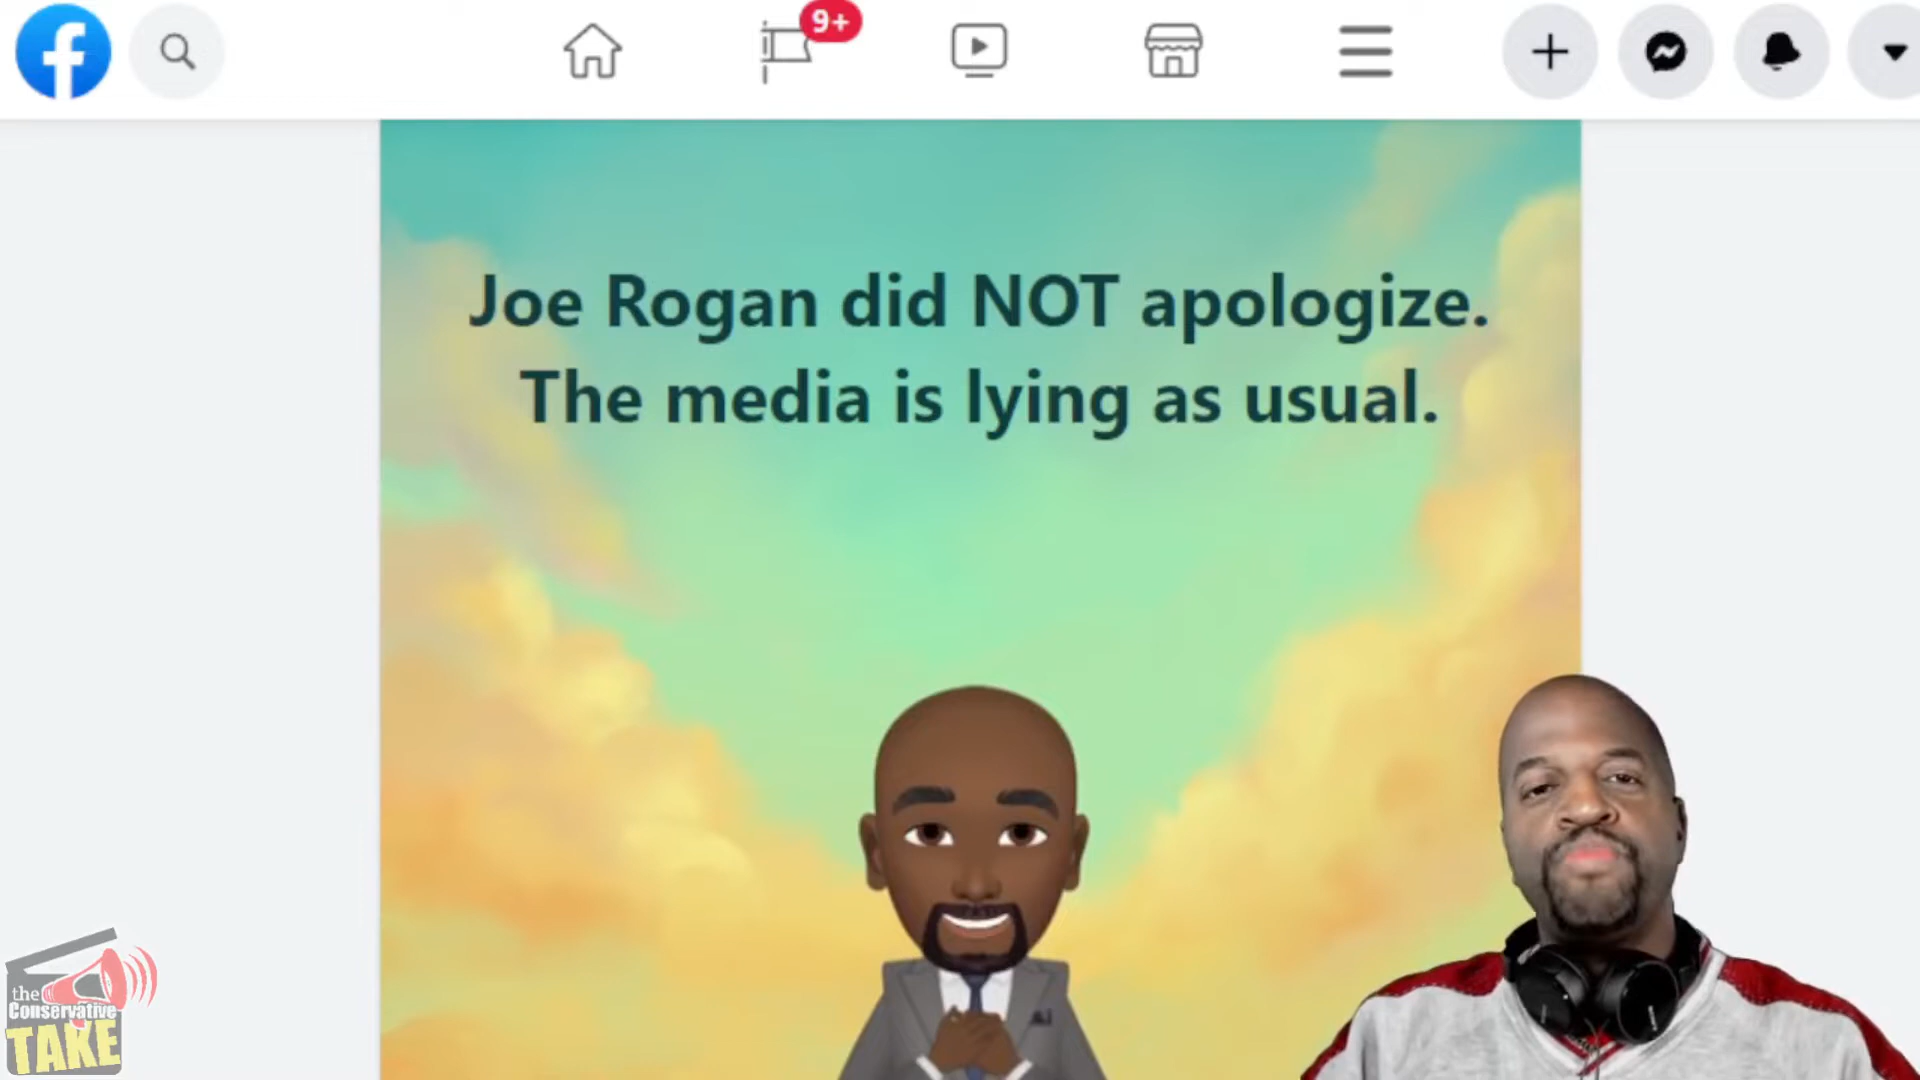 9+
Joe Rogan did NOT apologize.
The media is lying as usual.
the
Conservative
TAKE